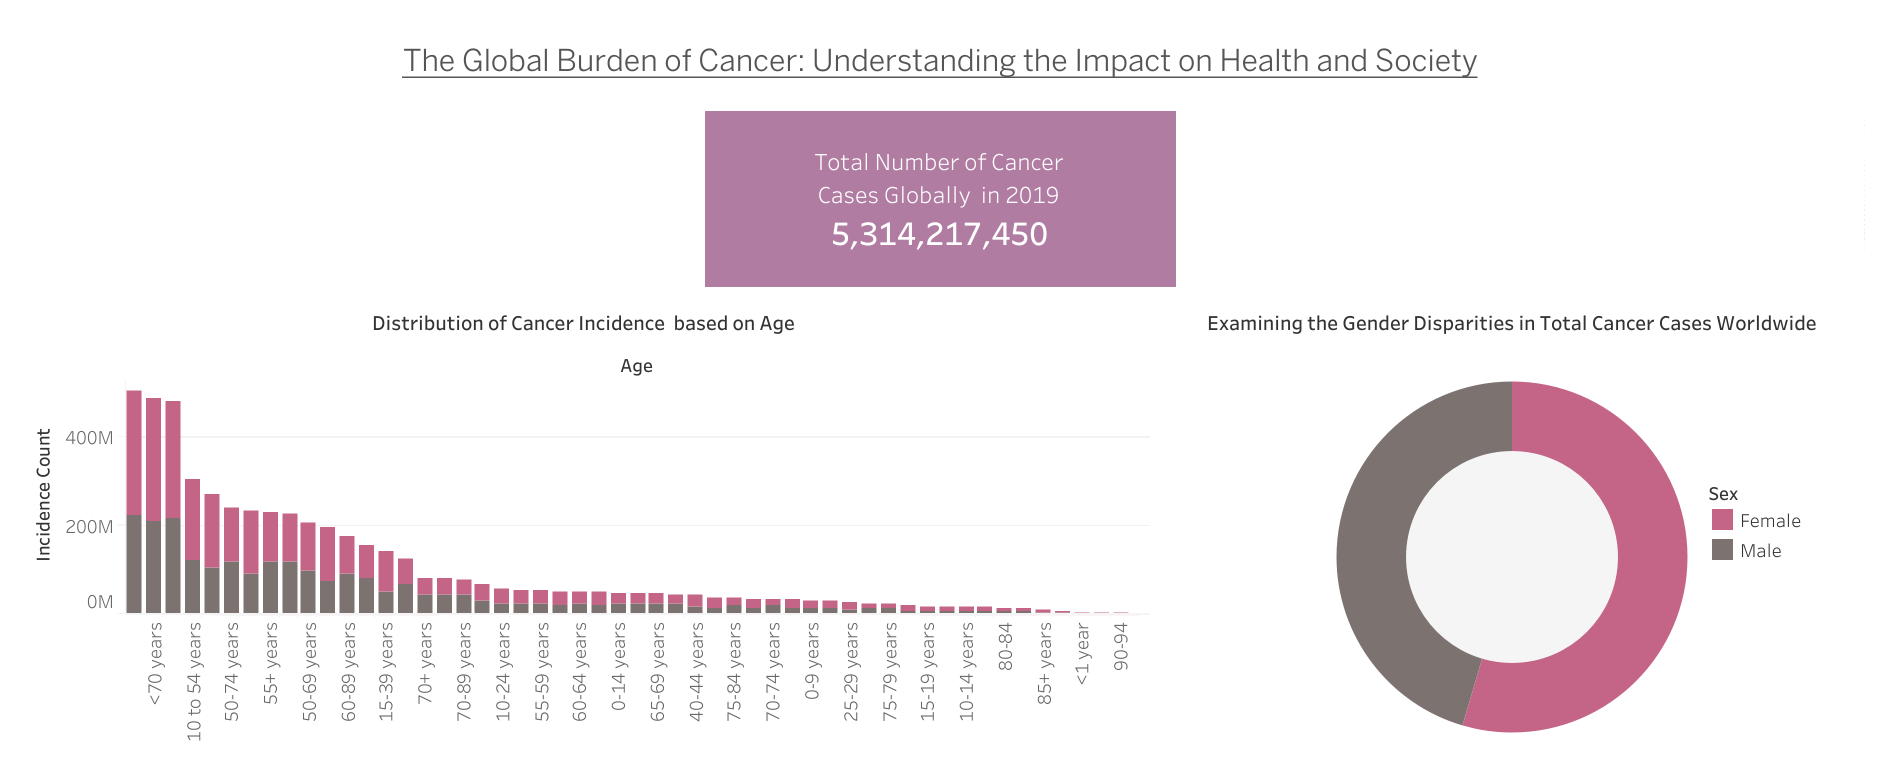 The Global Burden of Cancer: Understanding the Impact on Health and Society
Total Number of Cancer
Cases Globally in 2019
5,314,217,450
Distribution of Cancer Incidence based on Age
Age
Incidence Count
400M
200M
0M
<70 years
10 to 54 years
50-74 years
55+ years
50-69 years
60-89 years
15-39 years
70+ years
70-89 years
10-24 years
55-59 years
60-64 years
0-14 years
65-69 years
40-44 years
75-84 years
70-74 years
0-9 years
25-29 years
75-79 years
15-19 years
10-14 years
80-84
85+ years
<1 year
90-94
Examining the Gender Disparities in Total Cancer Cases Worldwide
Sex
Female
Male